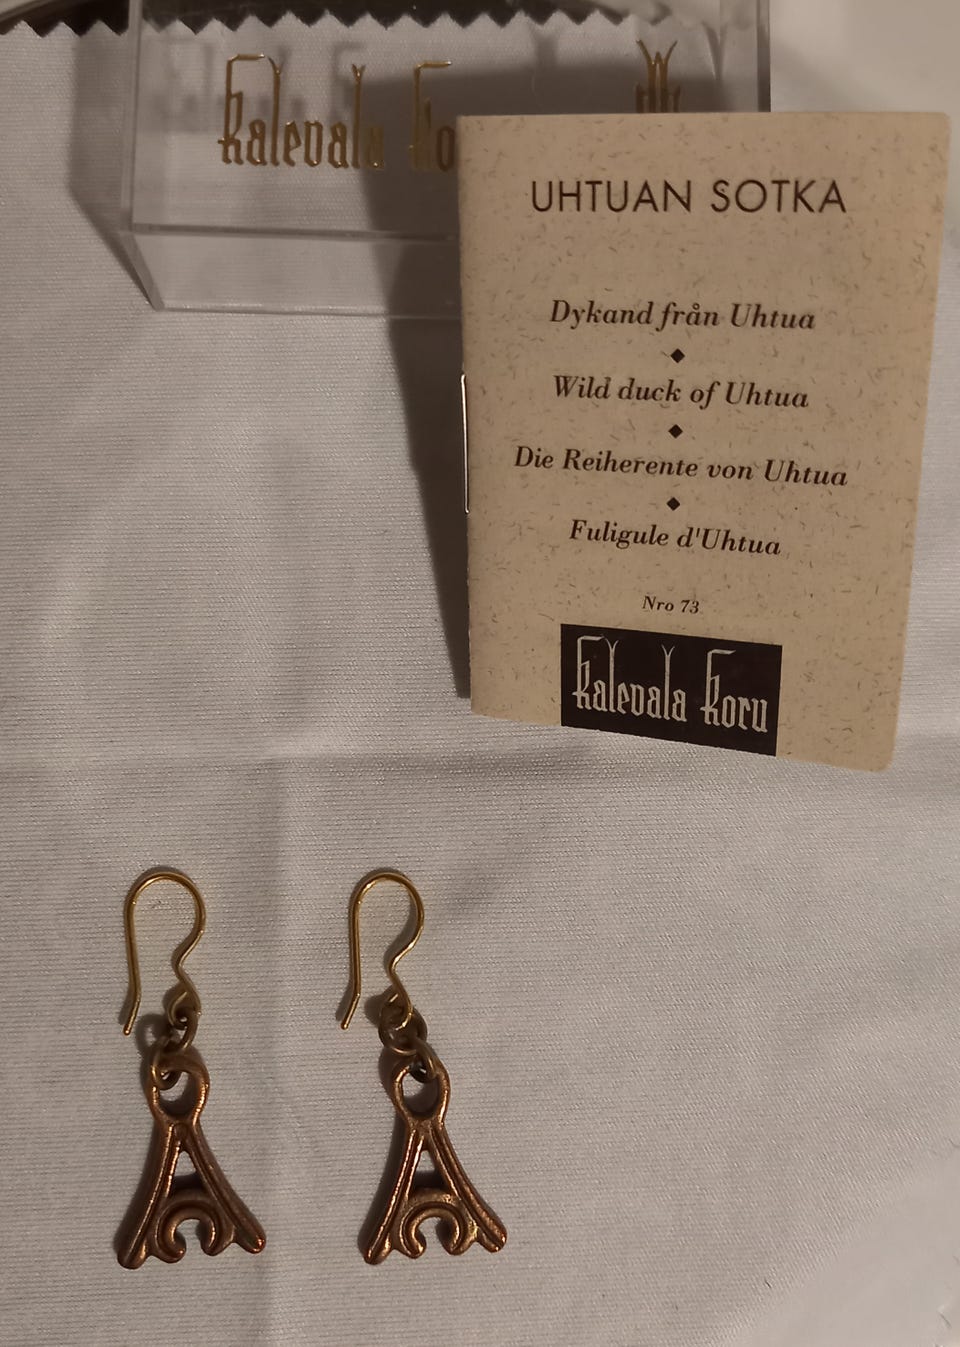 kalevala ko
UHTUAN SOTKA
Dykand från Uhtua
◆
Wild duck of Uhtua
◆
Die Reiherente von Uhtua
◆
Fuligule d'Uhtua
Nro 73
kalevala koru